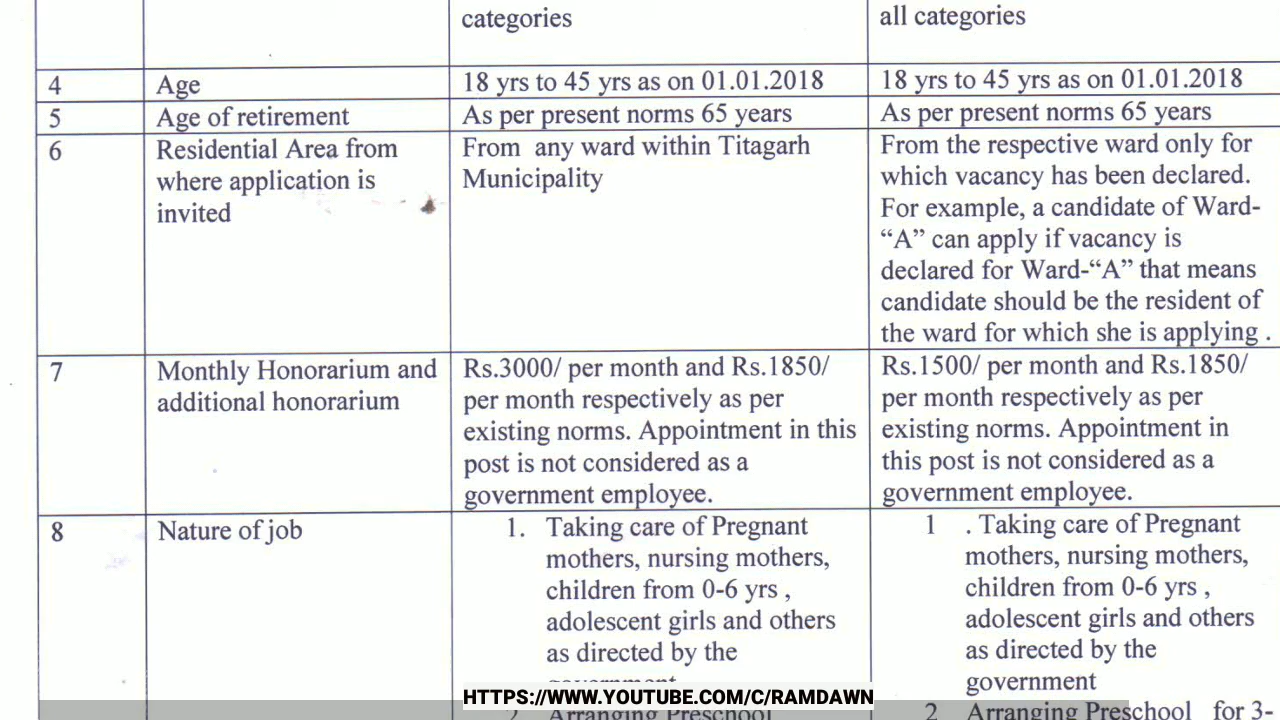 categories
all categories
4
Age
18 yrs to 45 yrs as on 01.01.2018
18 yrs to 45 yrs as on 01.01.2018
5
Age of retirement
As per present norms 65 years
As per present norms 65 years
6
Residential Area from
where application is
invited
From any ward within Titagarh
Municipality
From the respective ward only for
which vacancy has been declared.
For example, a candidate of Ward-
“A” can apply if vacancy is
declared for Ward-“A” that means
candidate should be the resident of
the ward for which she is applying .
7
Monthly Honorarium and
additional honorarium
Rs.3000/ per month and Rs.1850/
per month respectively as per
existing norms. Appointment in this
post is not considered as a
government employee.
Rs.1500/ per month and Rs.1850/
per month respectively as per
existing norms. Appointment in
this post is not considered as a
government employee.
8
Nature of job
1. Taking care of Pregnant
mothers, nursing mothers,
children from 0-6 yrs ,
adolescent girls and others
as directed by the
1 . Taking care of Pregnant
mothers, nursing mothers,
children from 0-6 yrs ,
adolescent girls and others
as directed by the
government
2 Arranging Preschool
2 Arranging Preschool for 3-
HTTPS://WWW.YOUTUBE.COM/C/RAMDAWN